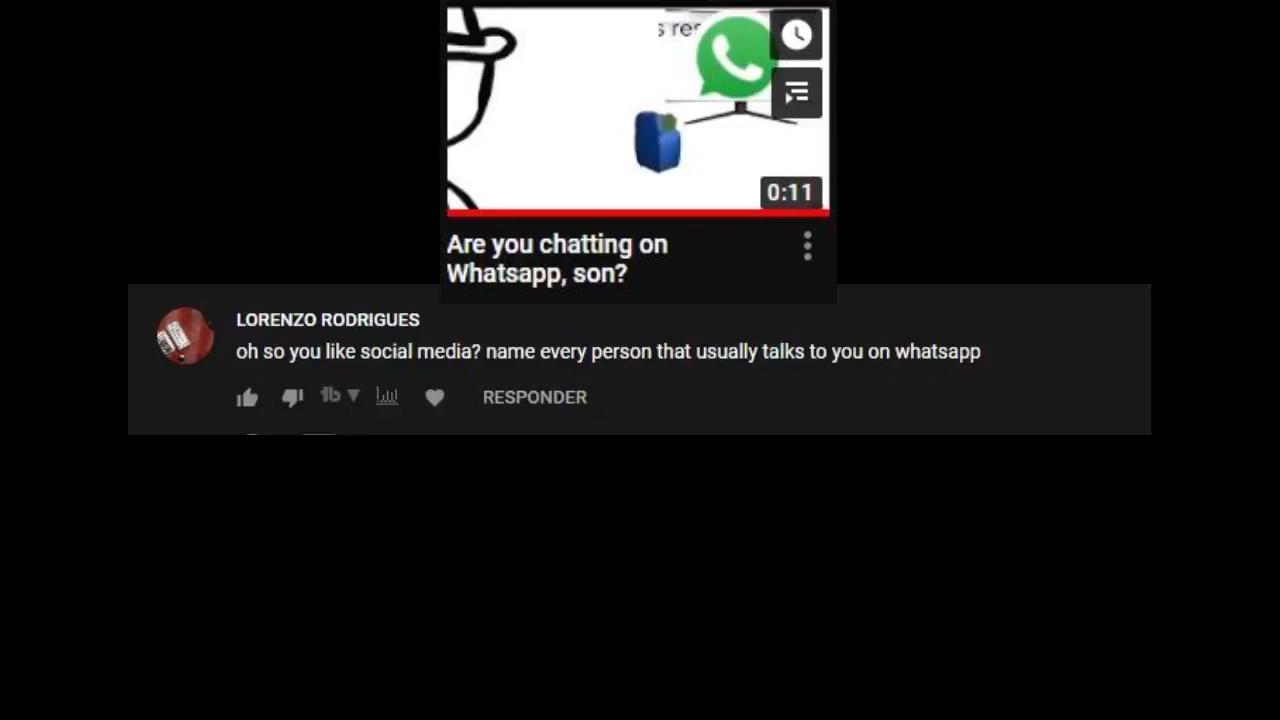 0:11
Are you chatting on
Whatsapp, son?
LORENZO RODRIGUES
oh so you like social media? name every person that usually talks to you on whatsapp
RESPONDER